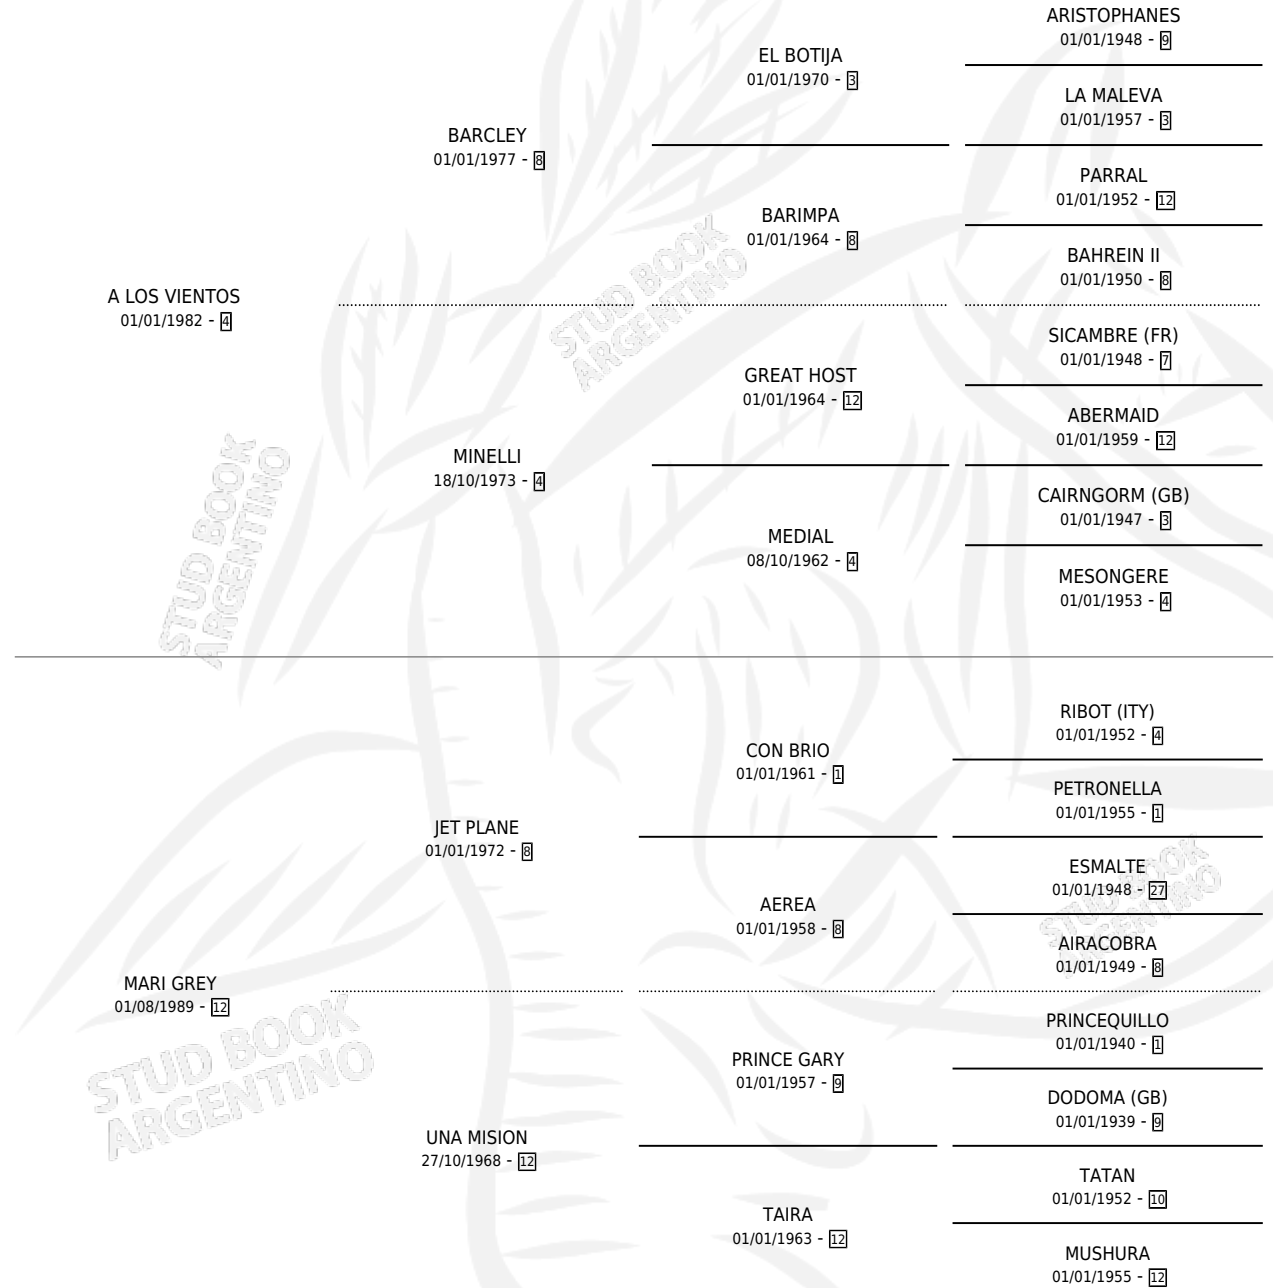 ARISTOPHANES
01/01/1948 - 9
EL BOTIJA
01/01/1970 - 3
LA MALEVA
01/01/1957 - 3
BARCLEY
01/01/1977 - 8
PARRAL
01/01/1952 - 12
BARIMPA
01/01/1964 - 8
BAHREIN II
01/01/1950 - 8
A LOS VIENTOS
01/01/1982 - 4
SICAMBRE (FR)
01/01/1948 - 7
GREAT HOST
01/01/1964 - 12
ABERMAID
01/01/1959 - 12
MINELLI
18/10/1973 - 4
CAIRNGORM (GB)
01/01/1947 - 3
MEDIAL
08/10/1962 - 4
MESONGERE
01/01/1953 - 4
STUD BOOK
ARGENTINO
STUD BOOK
ARGENTINO
RIBOT (ITY)
01/01/1952 - 4
CON BRIO
01/01/1961 - 1
PETRONELLA
01/01/1955 - 1
JET PLANE
01/01/1972 - 8
ESMALTE
01/01/1948 - 27
AEREA
01/01/1958 - 8
AIRACOBRA
01/01/1949 - 8
MARI GREY
01/08/1989 - 12
PRINCEQUILLO
01/01/1940 - 1
PRINCE GARY
01/01/1957 - 9
DODOMA (GB)
01/01/1939 - 9
UNA MISION
27/10/1968 - 12
TATAN
01/01/1952 - 10
TAIRA
01/01/1963 - 12
MUSHURA
01/01/1955 - 12
STUD BOOK
ARGENTINO
STUD BOOK
ARGENTINO